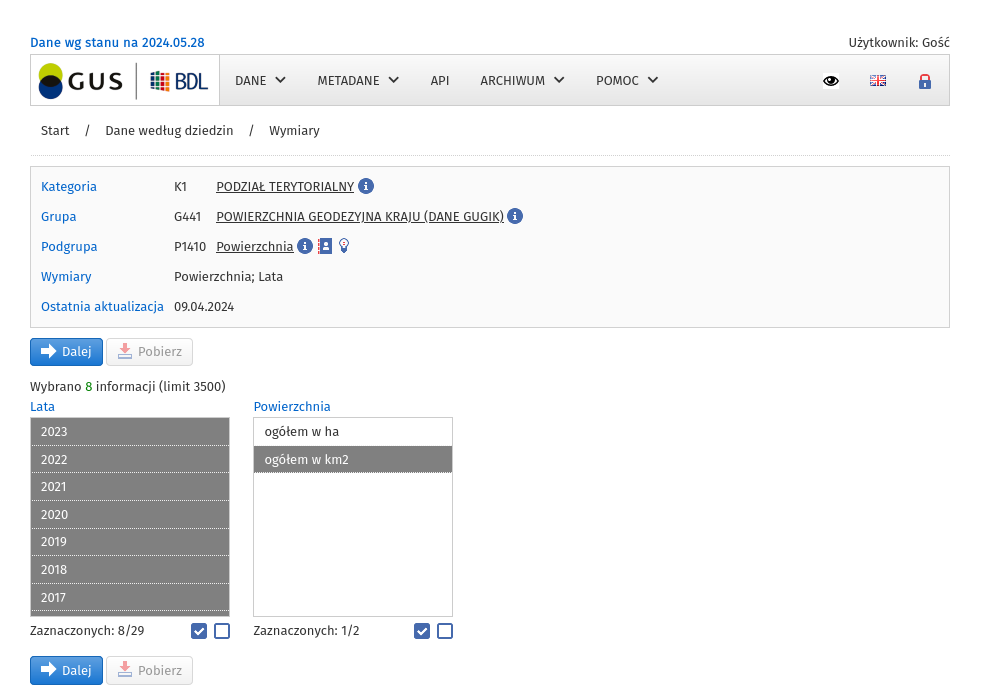 Dane wg stanu na 2024.05.28 Użytkownik: Gość
GUS BDL DANE METADANE API ARCHIWUM POMOC
Start / Dane według dziedzin / Wymiary
Kategoria K1 PODZIAŁ TERYTORIALNY
Grupa G441 POWIERZCHNIA GEODEZYJNA KRAJU (DANE GUGIK)
Podgrupa P1410 Powierzchnia
Wymiary Powierzchnia; Lata
Ostatnia aktualizacja 09.04.2024
Dalej Pobierz
Wybrano 8 informacji (limit 3500)
Lata
2023
2022
2021
2020
2019
2018
2017
Zaznaczonych: 8/29
Powierzchnia
ogółem w ha
ogółem w km2
Zaznaczonych: 1/2
Dalej Pobierz